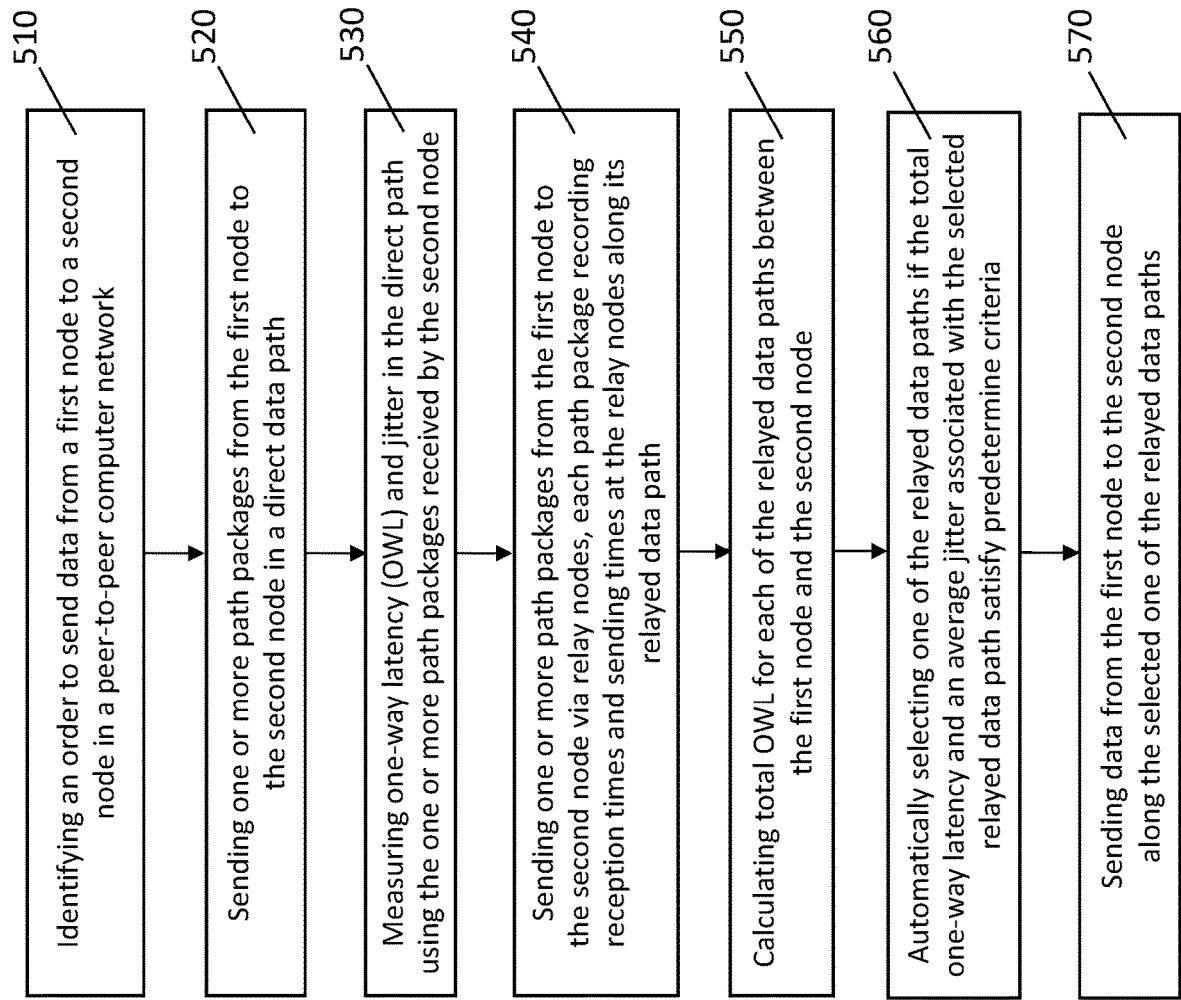 510
Identifying an order to send data from a first node to a second
node in a peer-to-peer computer network
520
Sending one or more path packages from the first node to
the second node in a direct data path
530
Measuring one-way latency (OWL) and jitter in the direct path
using the one or more path packages received by the second node
540
Sending one or more path packages from the first node to
the second node via relay nodes, each path package recording
reception times and sending times at the relay nodes along its
relayed data path
550
Calculating total OWL for each of the relayed data paths between
the first node and the second node
560
Automatically selecting one of the relayed data paths if the total
one-way latency and an average jitter associated with the selected
relayed data path satisfy predetermine criteria
570
Sending data from the first node to the second node
along the selected one of the relayed data paths